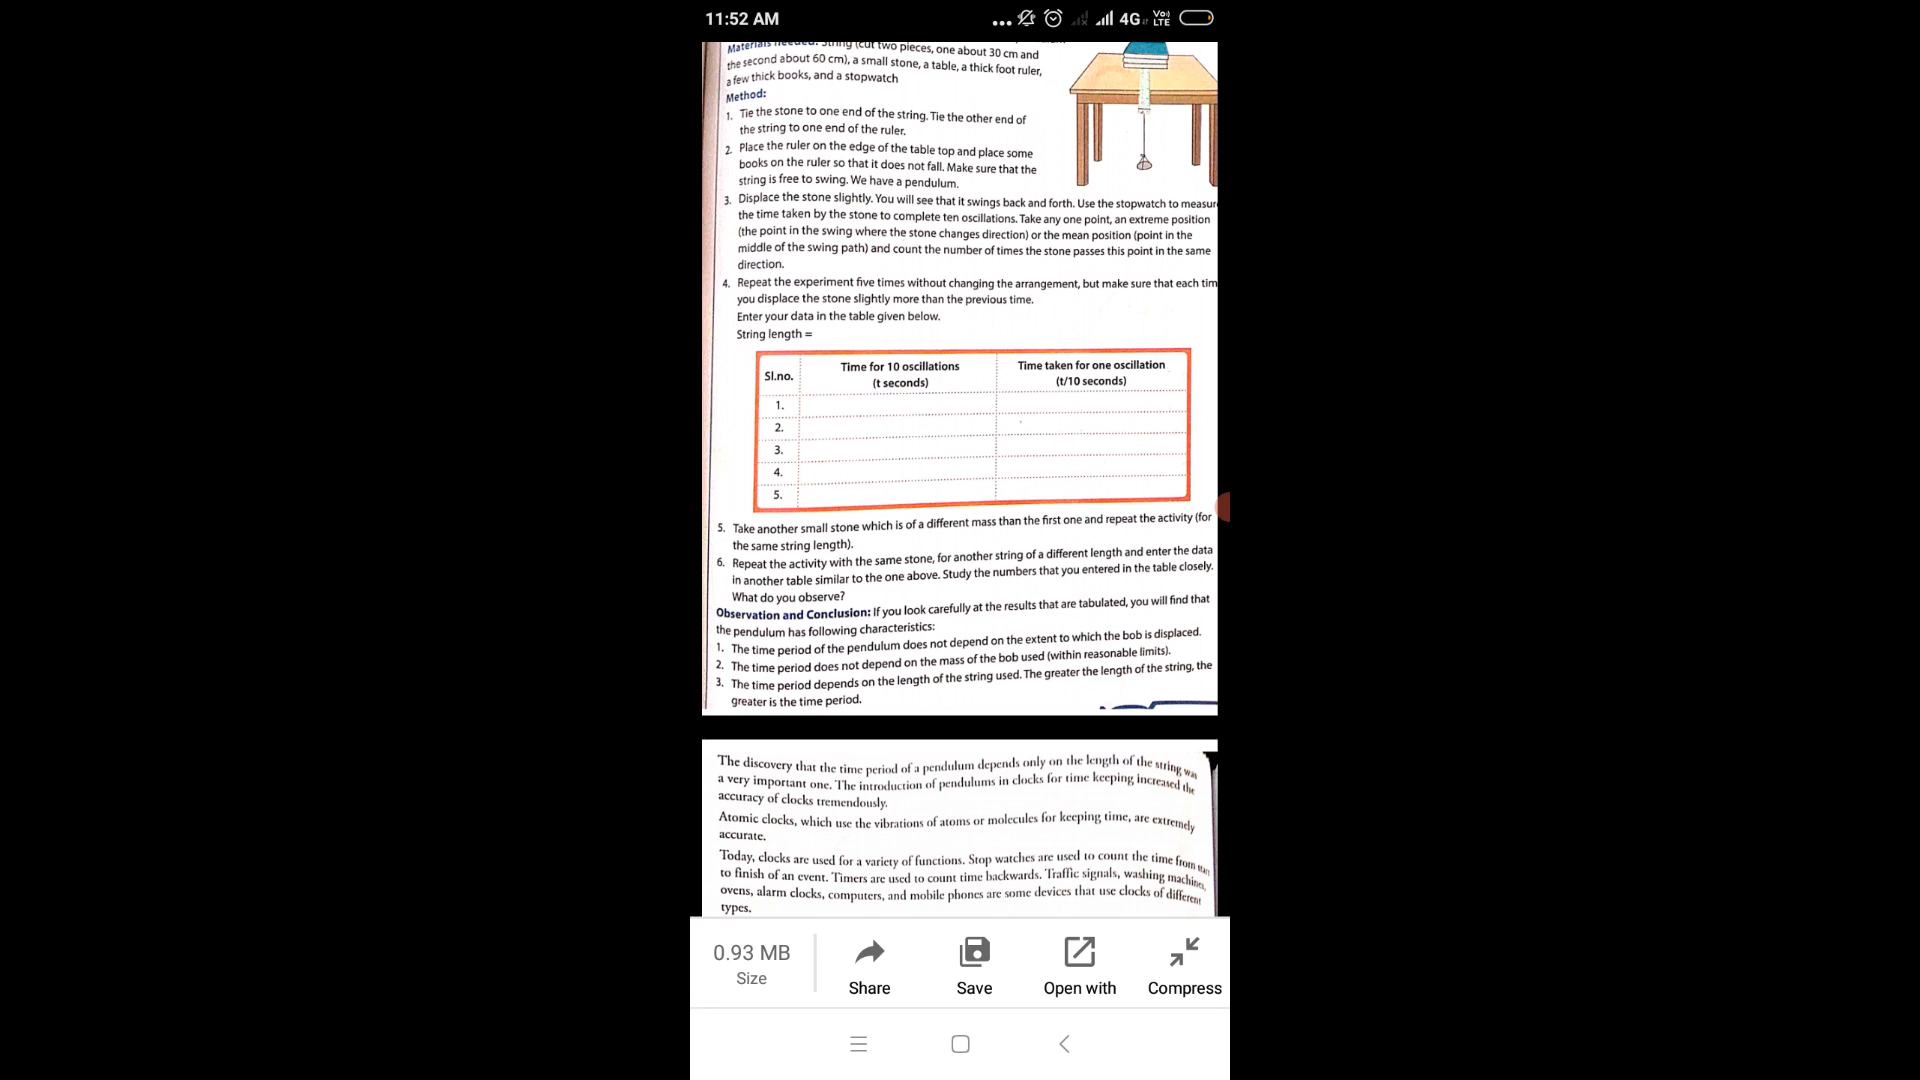 11:52 AM
4G
Vo)
LTE
Materials needed: String (cut two pieces, one about 30 cm and
the second about 60 cm), a small stone, a table, a thick foot ruler,
a few thick books, and a stopwatch
Method:
1. Tie the stone to one end of the string. Tie the other end of
the string to one end of the ruler.
2. Place the ruler on the edge of the table top and place some
books on the ruler so that it does not fall. Make sure that the
string is free to swing. We have a pendulum.
3. Displace the stone slightly. You will see that it swings back and forth. Use the stopwatch to measur
the time taken by the stone to complete ten oscillations. Take any one point, an extreme position
(the point in the swing where the stone changes direction) or the mean position (point in the
middle of the swing path) and count the number of times the stone passes this point in the same
direction.
4. Repeat the experiment five times without changing the arrangement, but make sure that each tim
you displace the stone slightly more than the previous time.
Enter your data in the table given below.
String length =
Sl.no. Time for 10 oscillations (t seconds) Time taken for one oscillation (t/10 seconds)
1.
2.
3.
4.
5.
5. Take another small stone which is of a different mass than the first one and repeat the activity (for
the same string length).
6. Repeat the activity with the same stone, for another string of a different length and enter the data
in another table similar to the one above. Study the numbers that you entered in the table closely.
What do you observe?
Observation and Conclusion: If you look carefully at the results that are tabulated, you will find that
the pendulum has following characteristics:
1. The time period of the pendulum does not depend on the extent to which the bob is displaced.
2. The time period does not depend on the mass of the bob used (within reasonable limits).
3. The time period depends on the length of the string used. The greater the length of the string, the
greater is the time period.
The discovery that the time period of a pendulum depends only on the length of the string was
a very important one. The introduction of pendulums in clocks for time keeping increased the
accuracy of clocks tremendously.
Atomic clocks, which use the vibrations of atoms or molecules for keeping time, are extremely
accurate.
Today, clocks are used for a variety of functions. Stop watches are used to count the time from start
to finish of an event. Timers are used to count time backwards. Traffic signals, washing machines,
ovens, alarm clocks, computers, and mobile phones are some devices that use clocks of different
types.
0.93 MB
Size
Share
Save
Open with
Compress